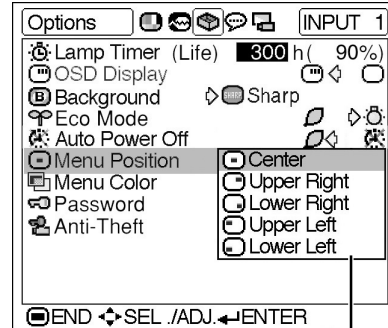 Options INPUT 1
Lamp Timer (Life) 300 h( 90%)
OSD Display
Background SHARP Sharp
Eco Mode
Auto Power Off
Menu Position Center
Menu Color Upper Right
Password Lower Right
Anti-Theft Upper Left
Lower Left
END SEL./ADJ. ENTER